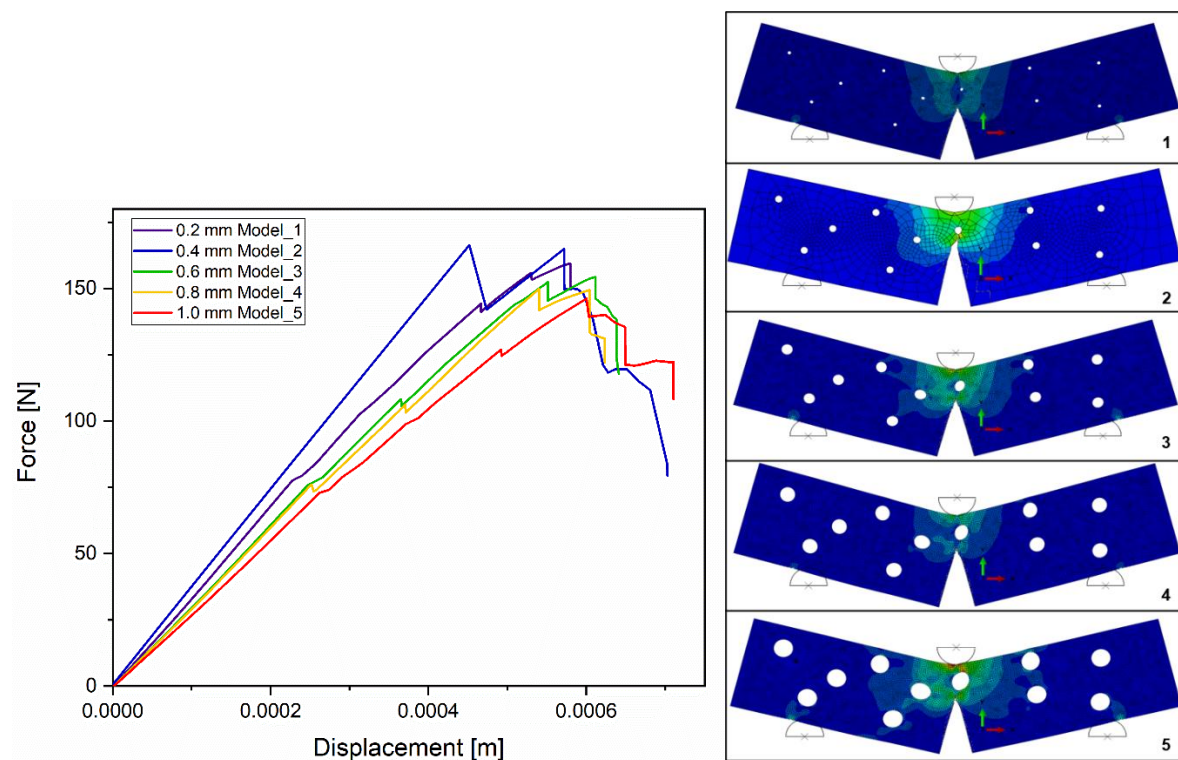 0.2 mm Model_1
0.4 mm Model_2
0.6 mm Model_3
0.8 mm Model_4
1.0 mm Model_5
150
100
50
0
Force [N]
0.0000
0.0002
0.0004
0.0006
Displacement [m]
1
2
3
4
5